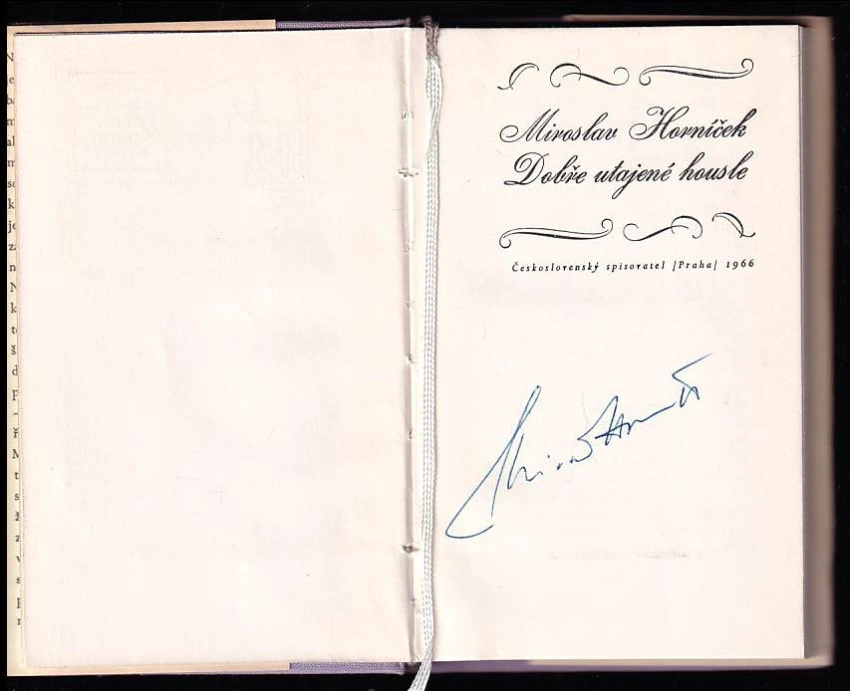 Miroslav Horníček
Dobře utajené housle
Československý spisovatel [Praha] 1966